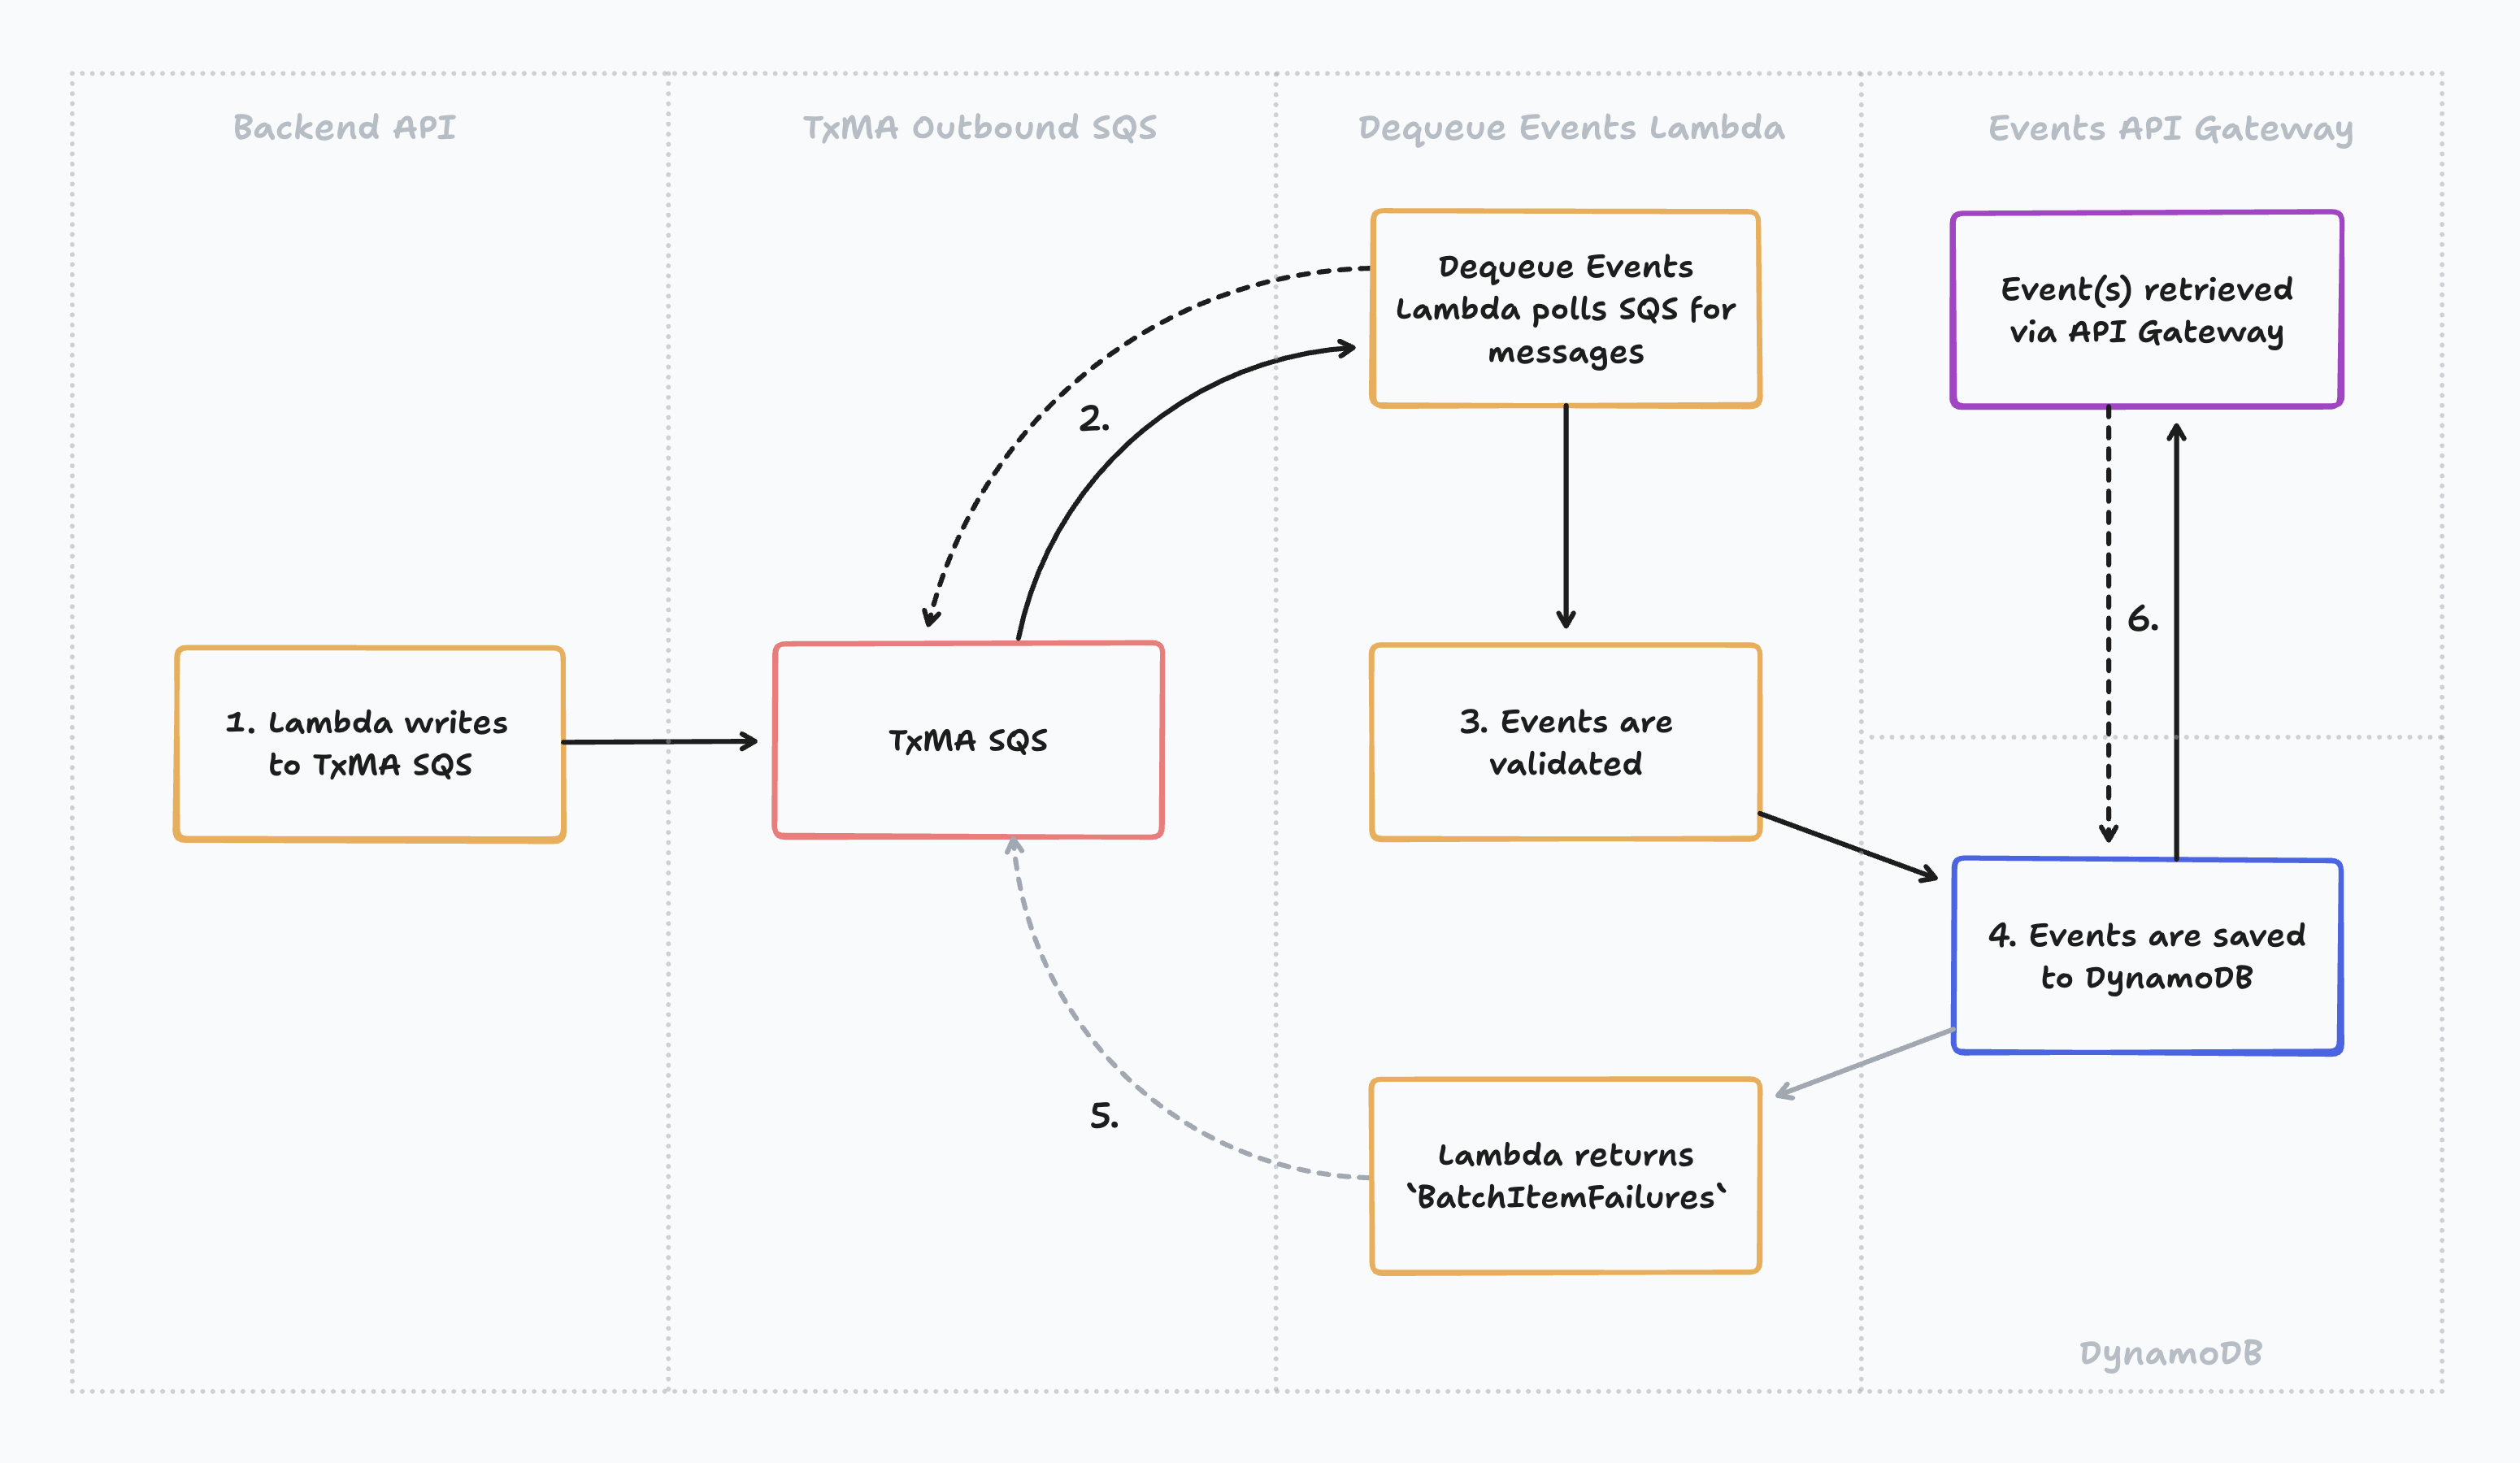 Backend API
TxMA Outbound SQS
Dequeue Events Lambda
Events API Gateway
Dequeue Events
Lambda polls SQS for
messages
Event(s) retrieved
via API Gateway
2.
6.
1. Lambda writes
to TxMA SQS
TxMA SQS
3. Events are
validated
4. Events are saved
to DynamoDB
5.
Lambda returns
`BatchItemFailures`
DynamoDB